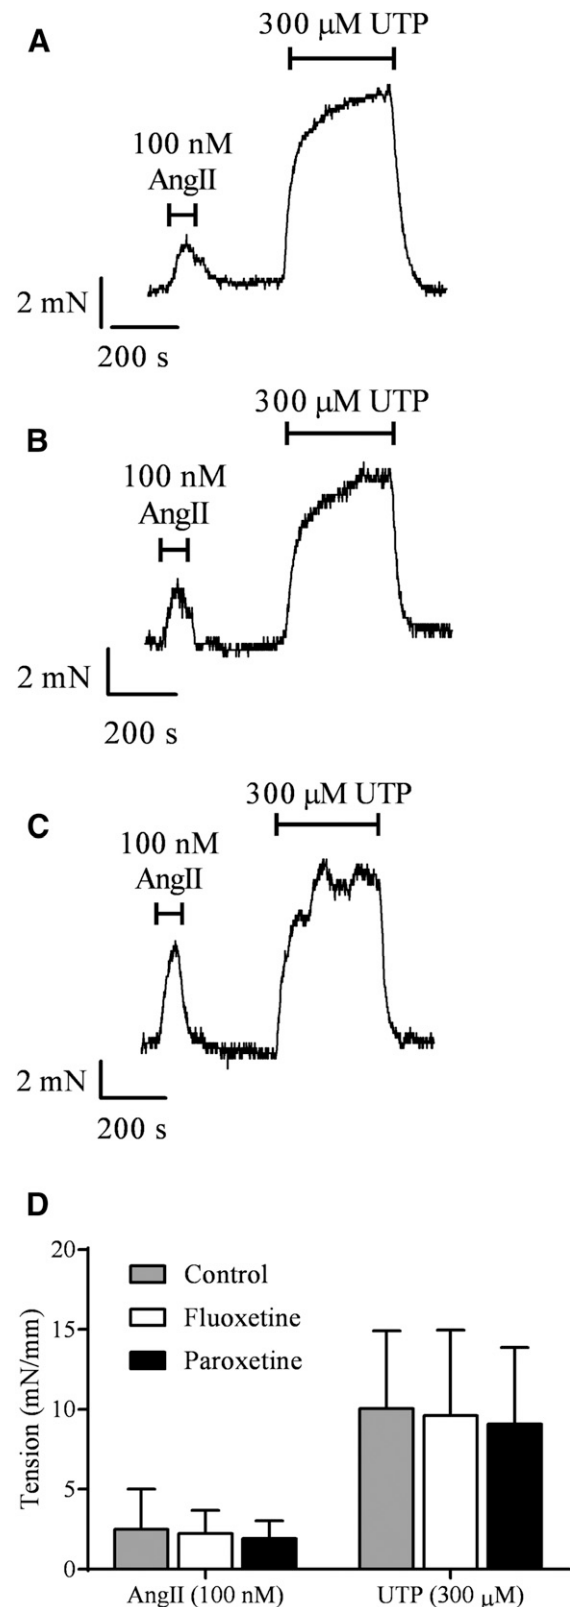 A
300 μM UTP
100 nM
AngII
2 mN
200 s
B
300 μM UTP
100 nM
AngII
2 mN
200 s
C
300 μM UTP
100 nM
AngII
2 mN
200 s
D
Tension (mN/mm)
20
15
10
5
0
Control
Fluoxetine
Paroxetine
AngII (100 nM)
UTP (300 μM)